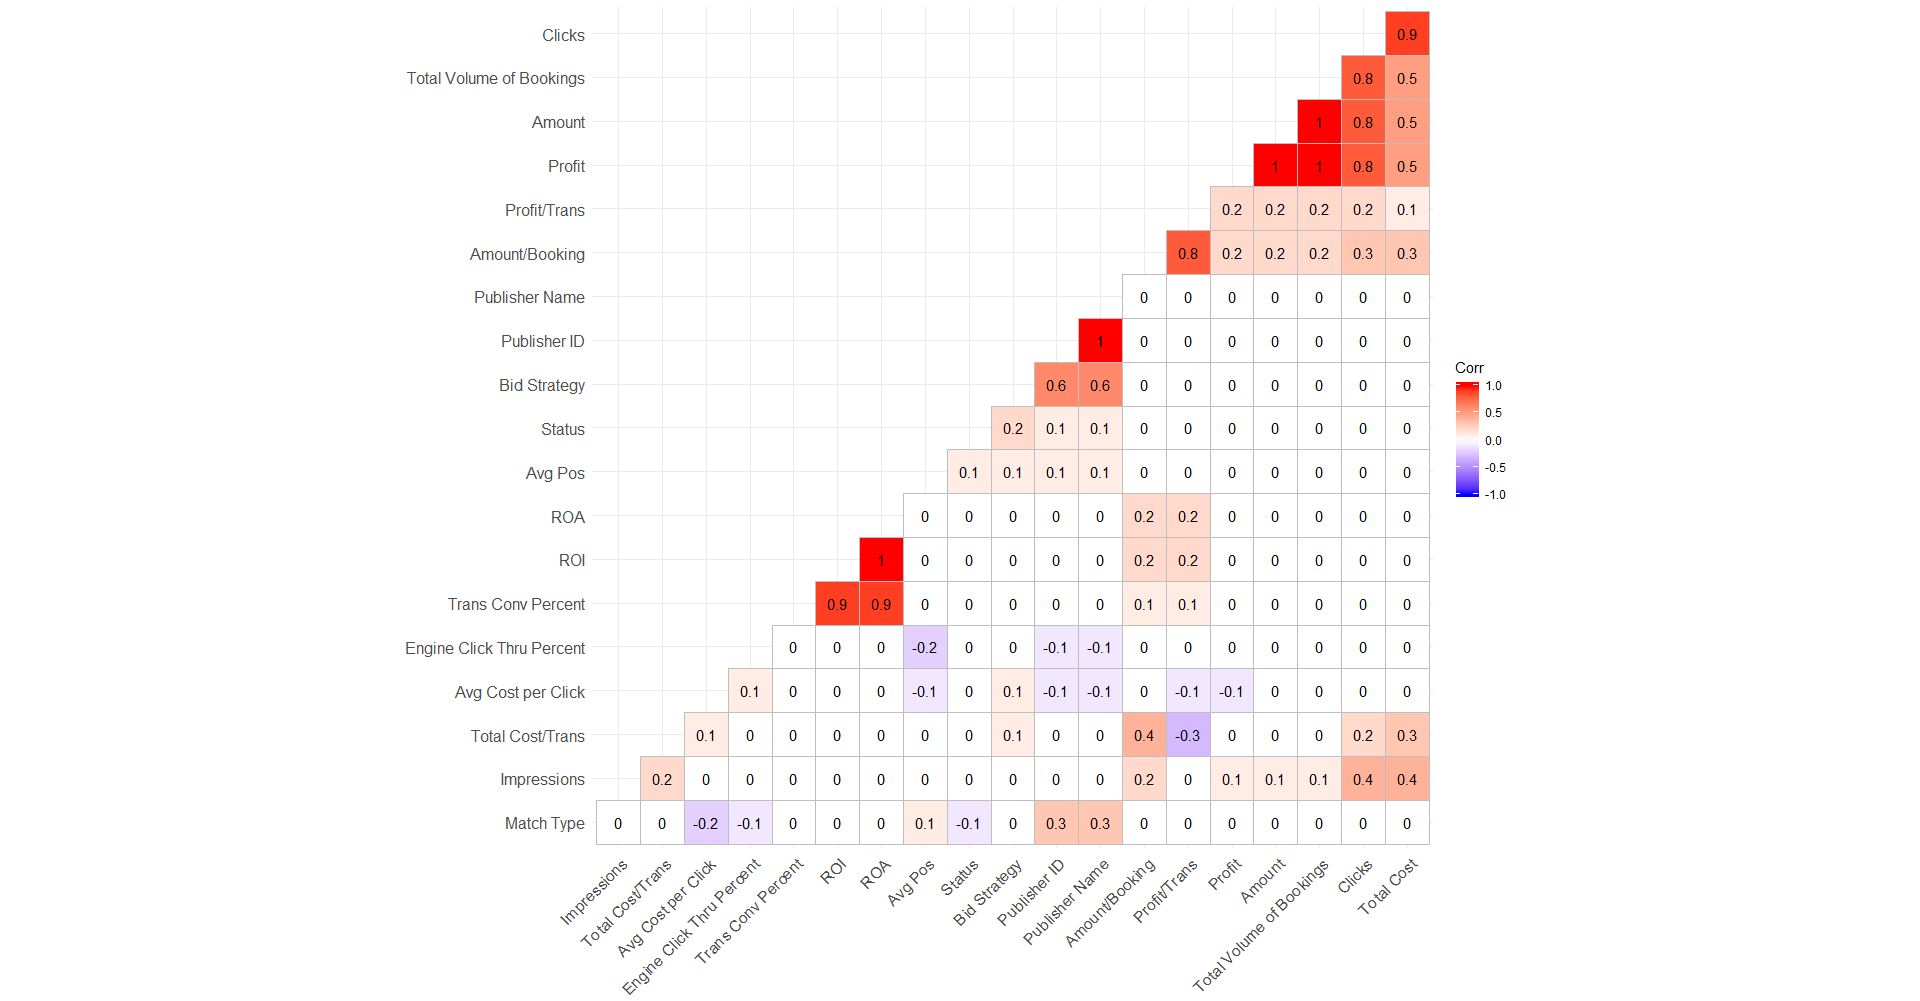 Clicks 0.9
Total Volume of Bookings 0.8 0.5
Amount 1 0.8 0.5
Profit 1 1 0.8 0.5
Profit/Trans 0.2 0.2 0.2 0.2 0.1
Amount/Booking 0.8 0.2 0.2 0.2 0.3 0.3
Publisher Name 0 0 0 0 0 0 0
Publisher ID 1 0 0 0 0 0 0 0
Bid Strategy 0.6 0.6 0 0 0 0 0 0 0
Status 0.2 0.1 0.1 0 0 0 0 0 0 0
Avg Pos 0.1 0.1 0.1 0.1 0 0 0 0 0 0 0
ROA 0 0 0 0 0 0.2 0.2 0 0 0 0 0
ROI 1 0 0 0 0 0 0.2 0.2 0 0 0 0 0
Trans Conv Percent 0.9 0.9 0 0 0 0 0 0.1 0.1 0 0 0 0 0
Engine Click Thru Percent 0 0 0 -0.2 0 0 -0.1 -0.1 0 0 0 0 0 0 0
Avg Cost per Click 0.1 0 0 0 -0.1 0 0.1 -0.1 -0.1 0 -0.1 -0.1 0 0 0 0
Total Cost/Trans 0.1 0 0 0 0 0 0 0.1 0 0 0.4 -0.3 0 0 0 0.2 0.3
Impressions 0.2 0 0 0 0 0 0 0 0 0 0 0.2 0 0.1 0.1 0.1 0.4 0.4
Match Type 0 0 -0.2 -0.1 0 0 0 0.1 -0.1 0 0.3 0.3 0 0 0 0 0 0 0
Impressions
Total Cost/Trans
Avg Cost per Click
Engine Click Thru Percent
Trans Conv Percent
ROI
ROA
Avg Pos
Status
Bid Strategy
Publisher ID
Publisher Name
Amount/Booking
Profit/Trans
Profit
Amount
Total Volume of Bookings
Clicks
Total Cost
Corr
1.0
0.5
0.0
-0.5
-1.0